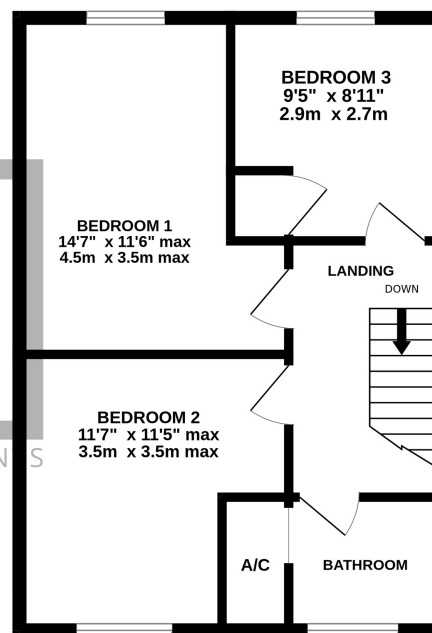 BEDROOM 3
9'5" x 8'11"
2.9m x 2.7m
BEDROOM 1
14'7" x 11'6" max
4.5m x 3.5m max
LANDING
DOWN
BEDROOM 2
11'7" x 11'5" max
3.5m x 3.5m max
N S
A/C
BATHROOM